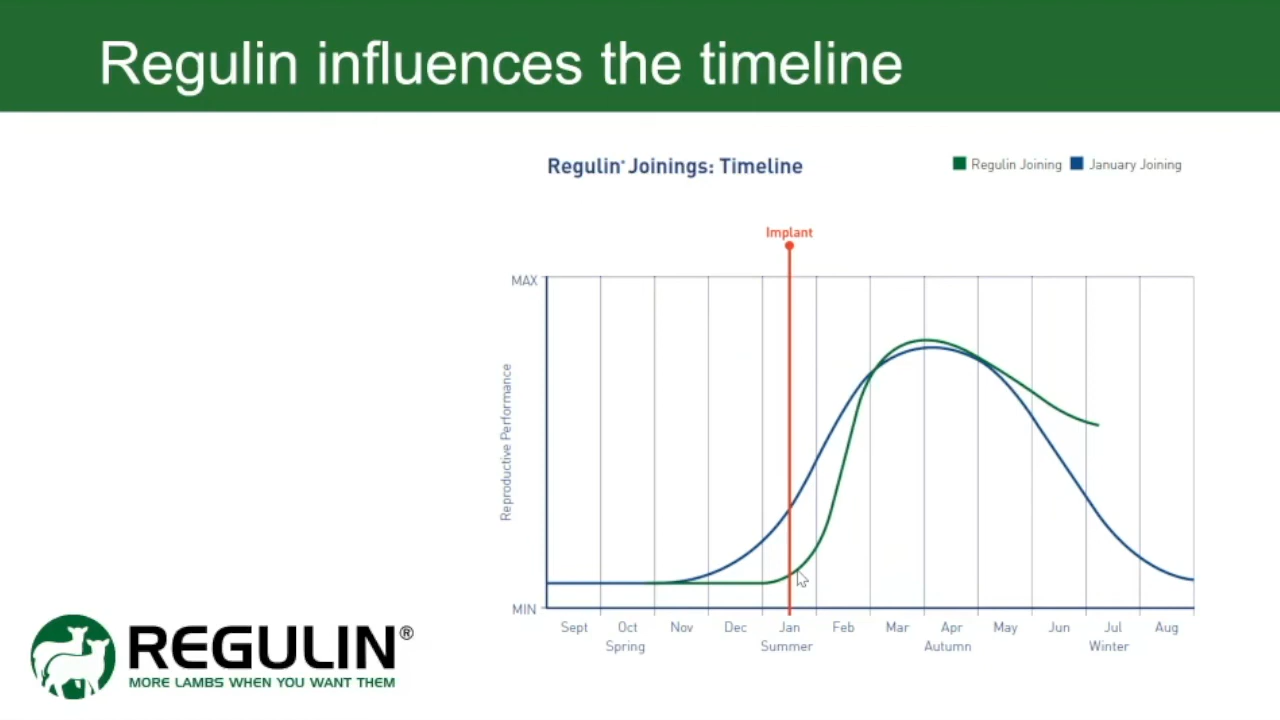 Regulin influences the timeline
Regulin® Joinings: Timeline
Regulin Joining January Joining
Implant
MAX
Reproductive Performance
MIN
Sept Oct Nov Dec Jan Feb Mar Apr May Jun Jul Aug
Spring Summer Autumn Winter
REGULIN®
MORE LAMBS WHEN YOU WANT THEM